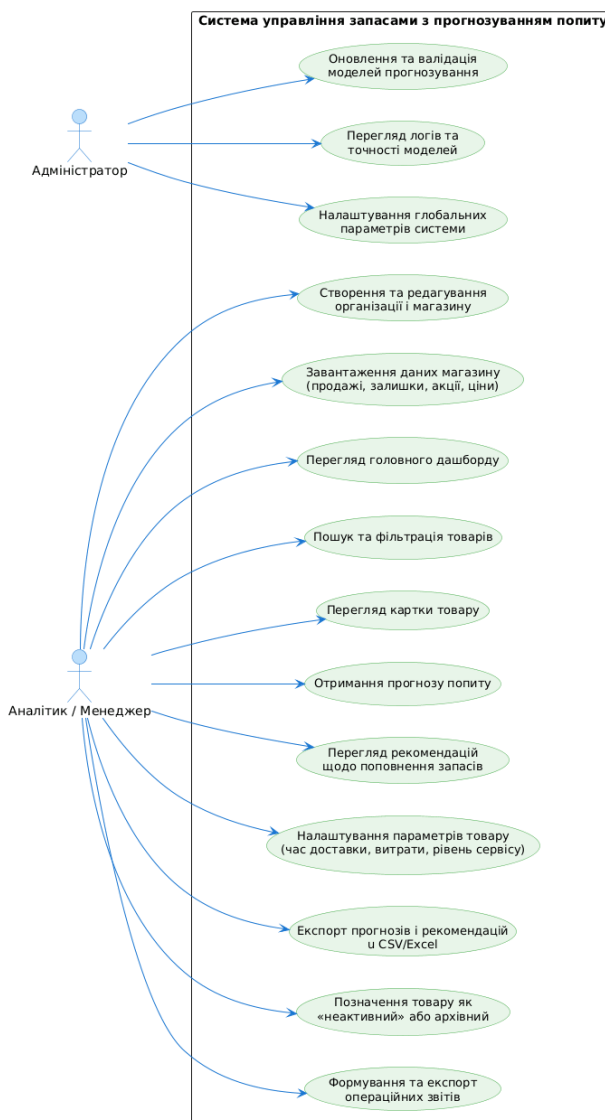 Система управління запасами з прогнозуванням попиту
Оновлення та валідація
моделей прогнозування
Перегляд логів та
точності моделей
Адміністратор
Налаштування глобальних
параметрів системи
Створення та редагування
організації і магазину
Завантаження даних магазину
(продажі, залишки, акції, ціни)
Перегляд головного дашборду
Пошук та фільтрація товарів
Перегляд картки товару
Отримання прогнозу попиту
Аналітик / Менеджер
Перегляд рекомендацій
щодо поповнення запасів
Налаштування параметрів товару
(час доставки, витрати, рівень сервісу)
Експорт прогнозів і рекомендацій
u CSV/Excel
Позначення товару як
«неактивний» або архівний
Формування та експорт
операційних звітів